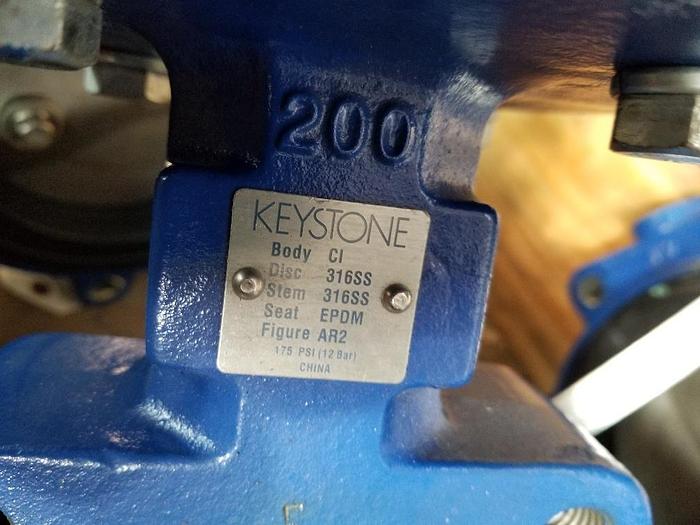 200
KEYSTONE
Body CI
Disc 316SS
Stem 316SS
Seat EPDM
Figure AR2
175 PSI (12 Bar)
CHINA